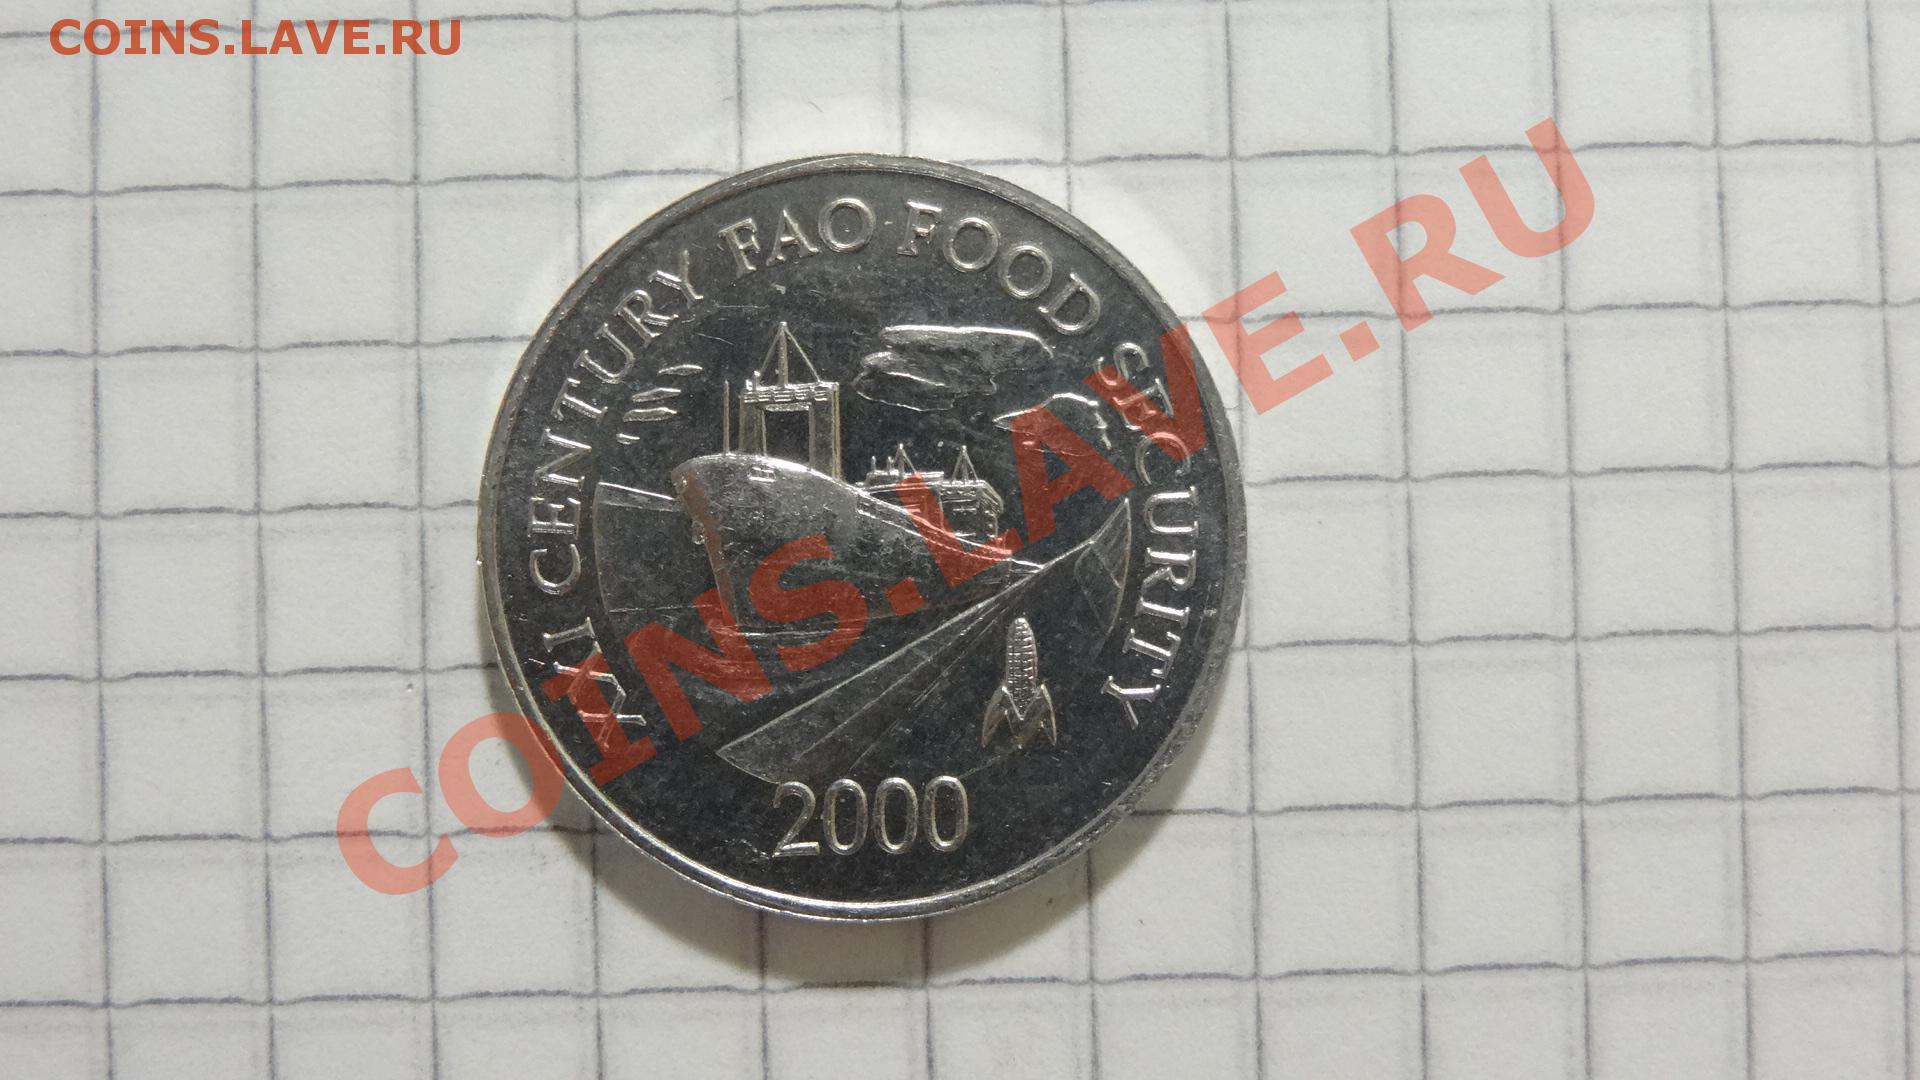 COINS.LAVE.RU
XXI CENTURY FAO FOOD SECURITY
2000
COINS.LAVE.RU